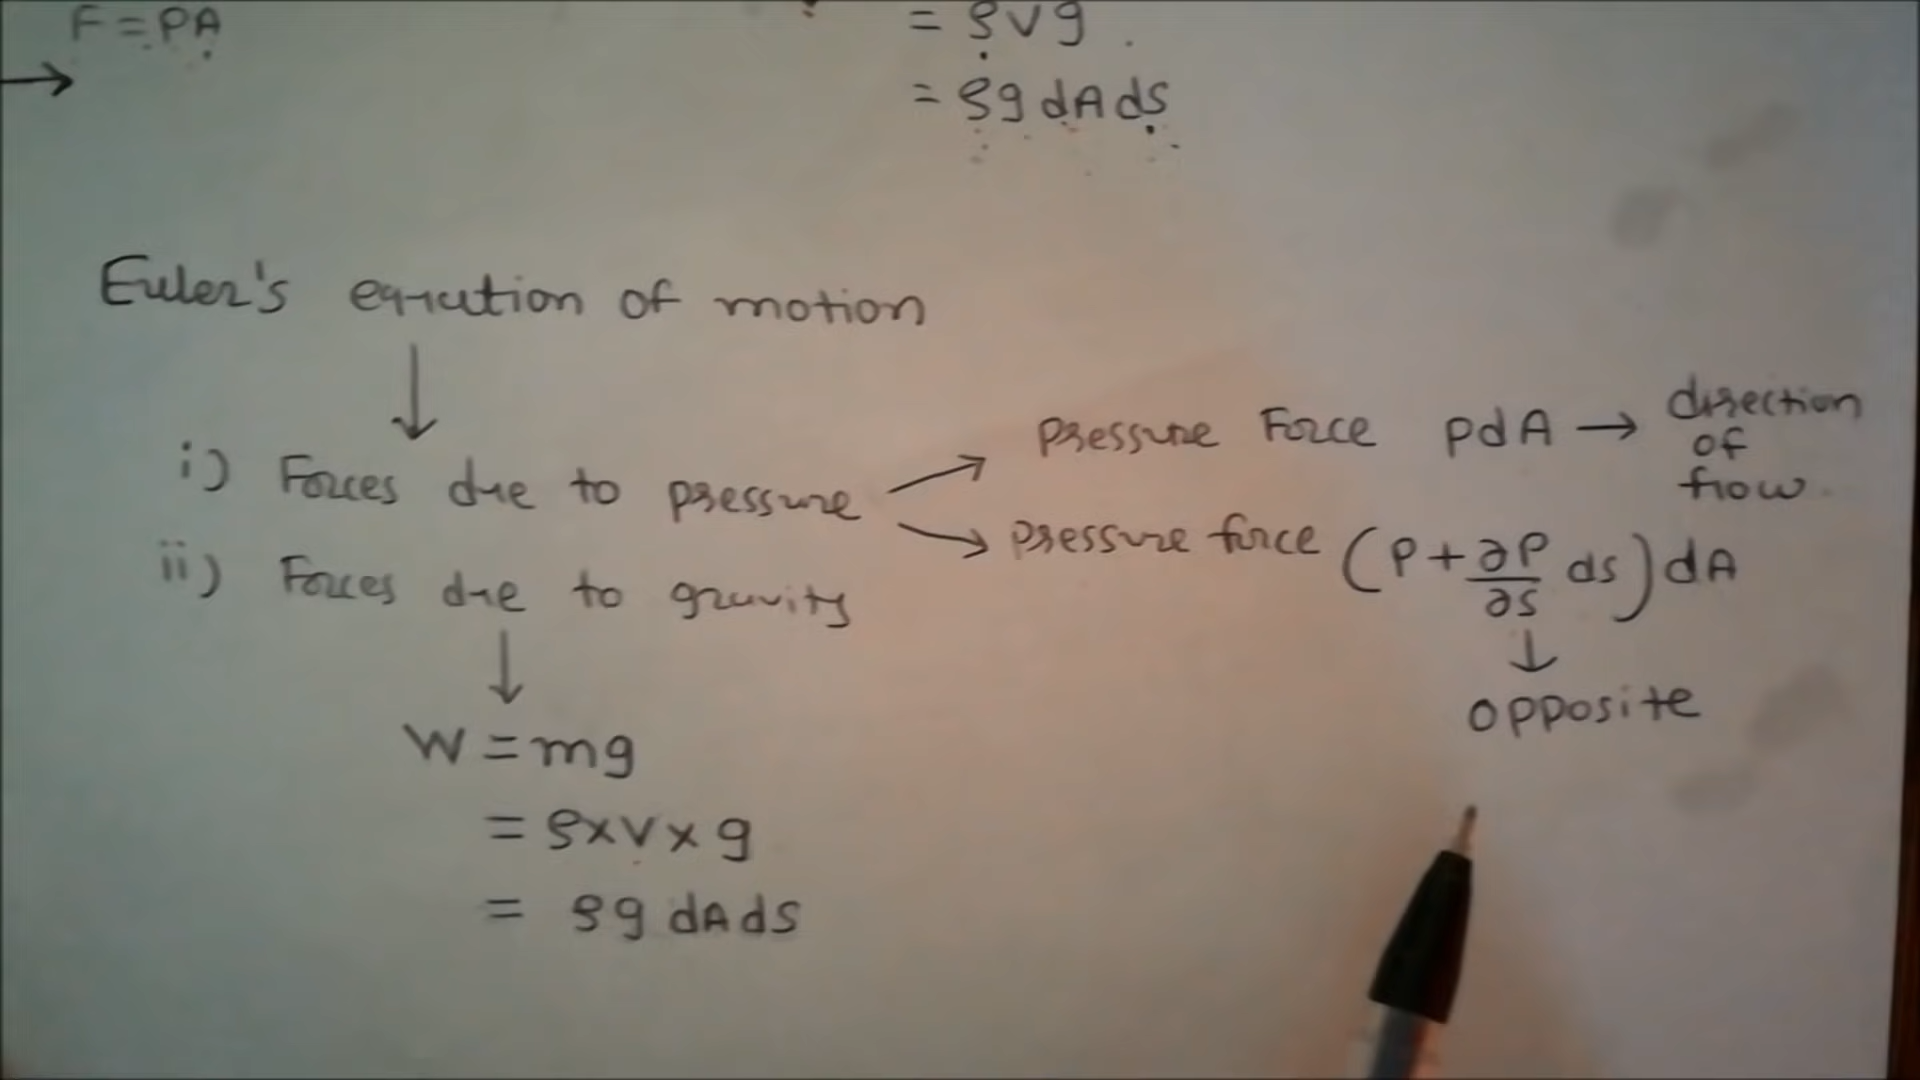 F = PA
= ρVg.
→
= ρg dA ds
Euler's equation of motion
↓
i) Forces due to pressure
→ pressure Force pdA → direction of flow
→ pressure force (P + ∂P/∂s ds) dA
↓
opposite
ii) Forces due to gravity
↓
W = mg
= ρ×V×g
= ρg dA ds